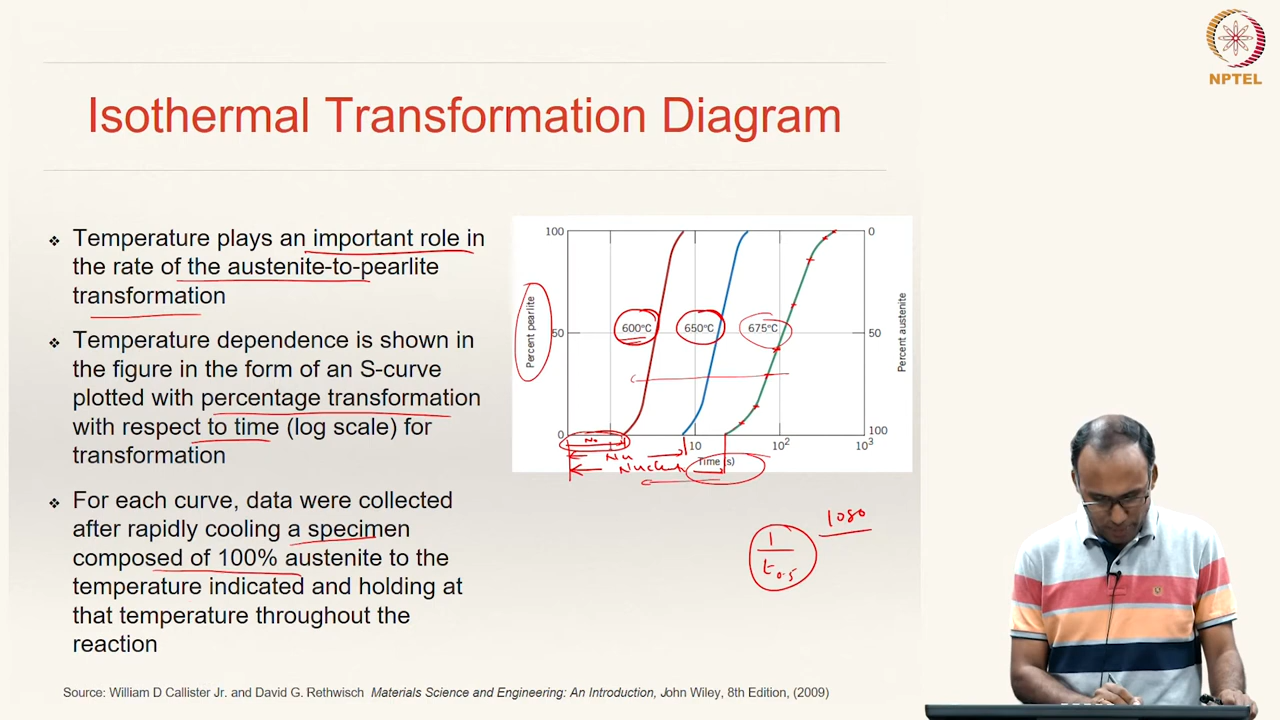 NPTEL
Isothermal Transformation Diagram
❖ Temperature plays an important role in
the rate of the austenite-to-pearlite
transformation
❖ Temperature dependence is shown in
the figure in the form of an S-curve
plotted with percentage transformation
with respect to time (log scale) for
transformation
❖ For each curve, data were collected
after rapidly cooling a specimen
composed of 100% austenite to the
temperature indicated and holding at
that temperature throughout the
reaction
100
50
0
Percent pearlite
600°C
650°C
675°C
0
50
100
Percent austenite
1
10
10²
10³
Time (s)
Nu
1
t0.5
1080
Source: William D Callister Jr. and David G. Rethwisch Materials Science and Engineering: An Introduction, John Wiley, 8th Edition, (2009)